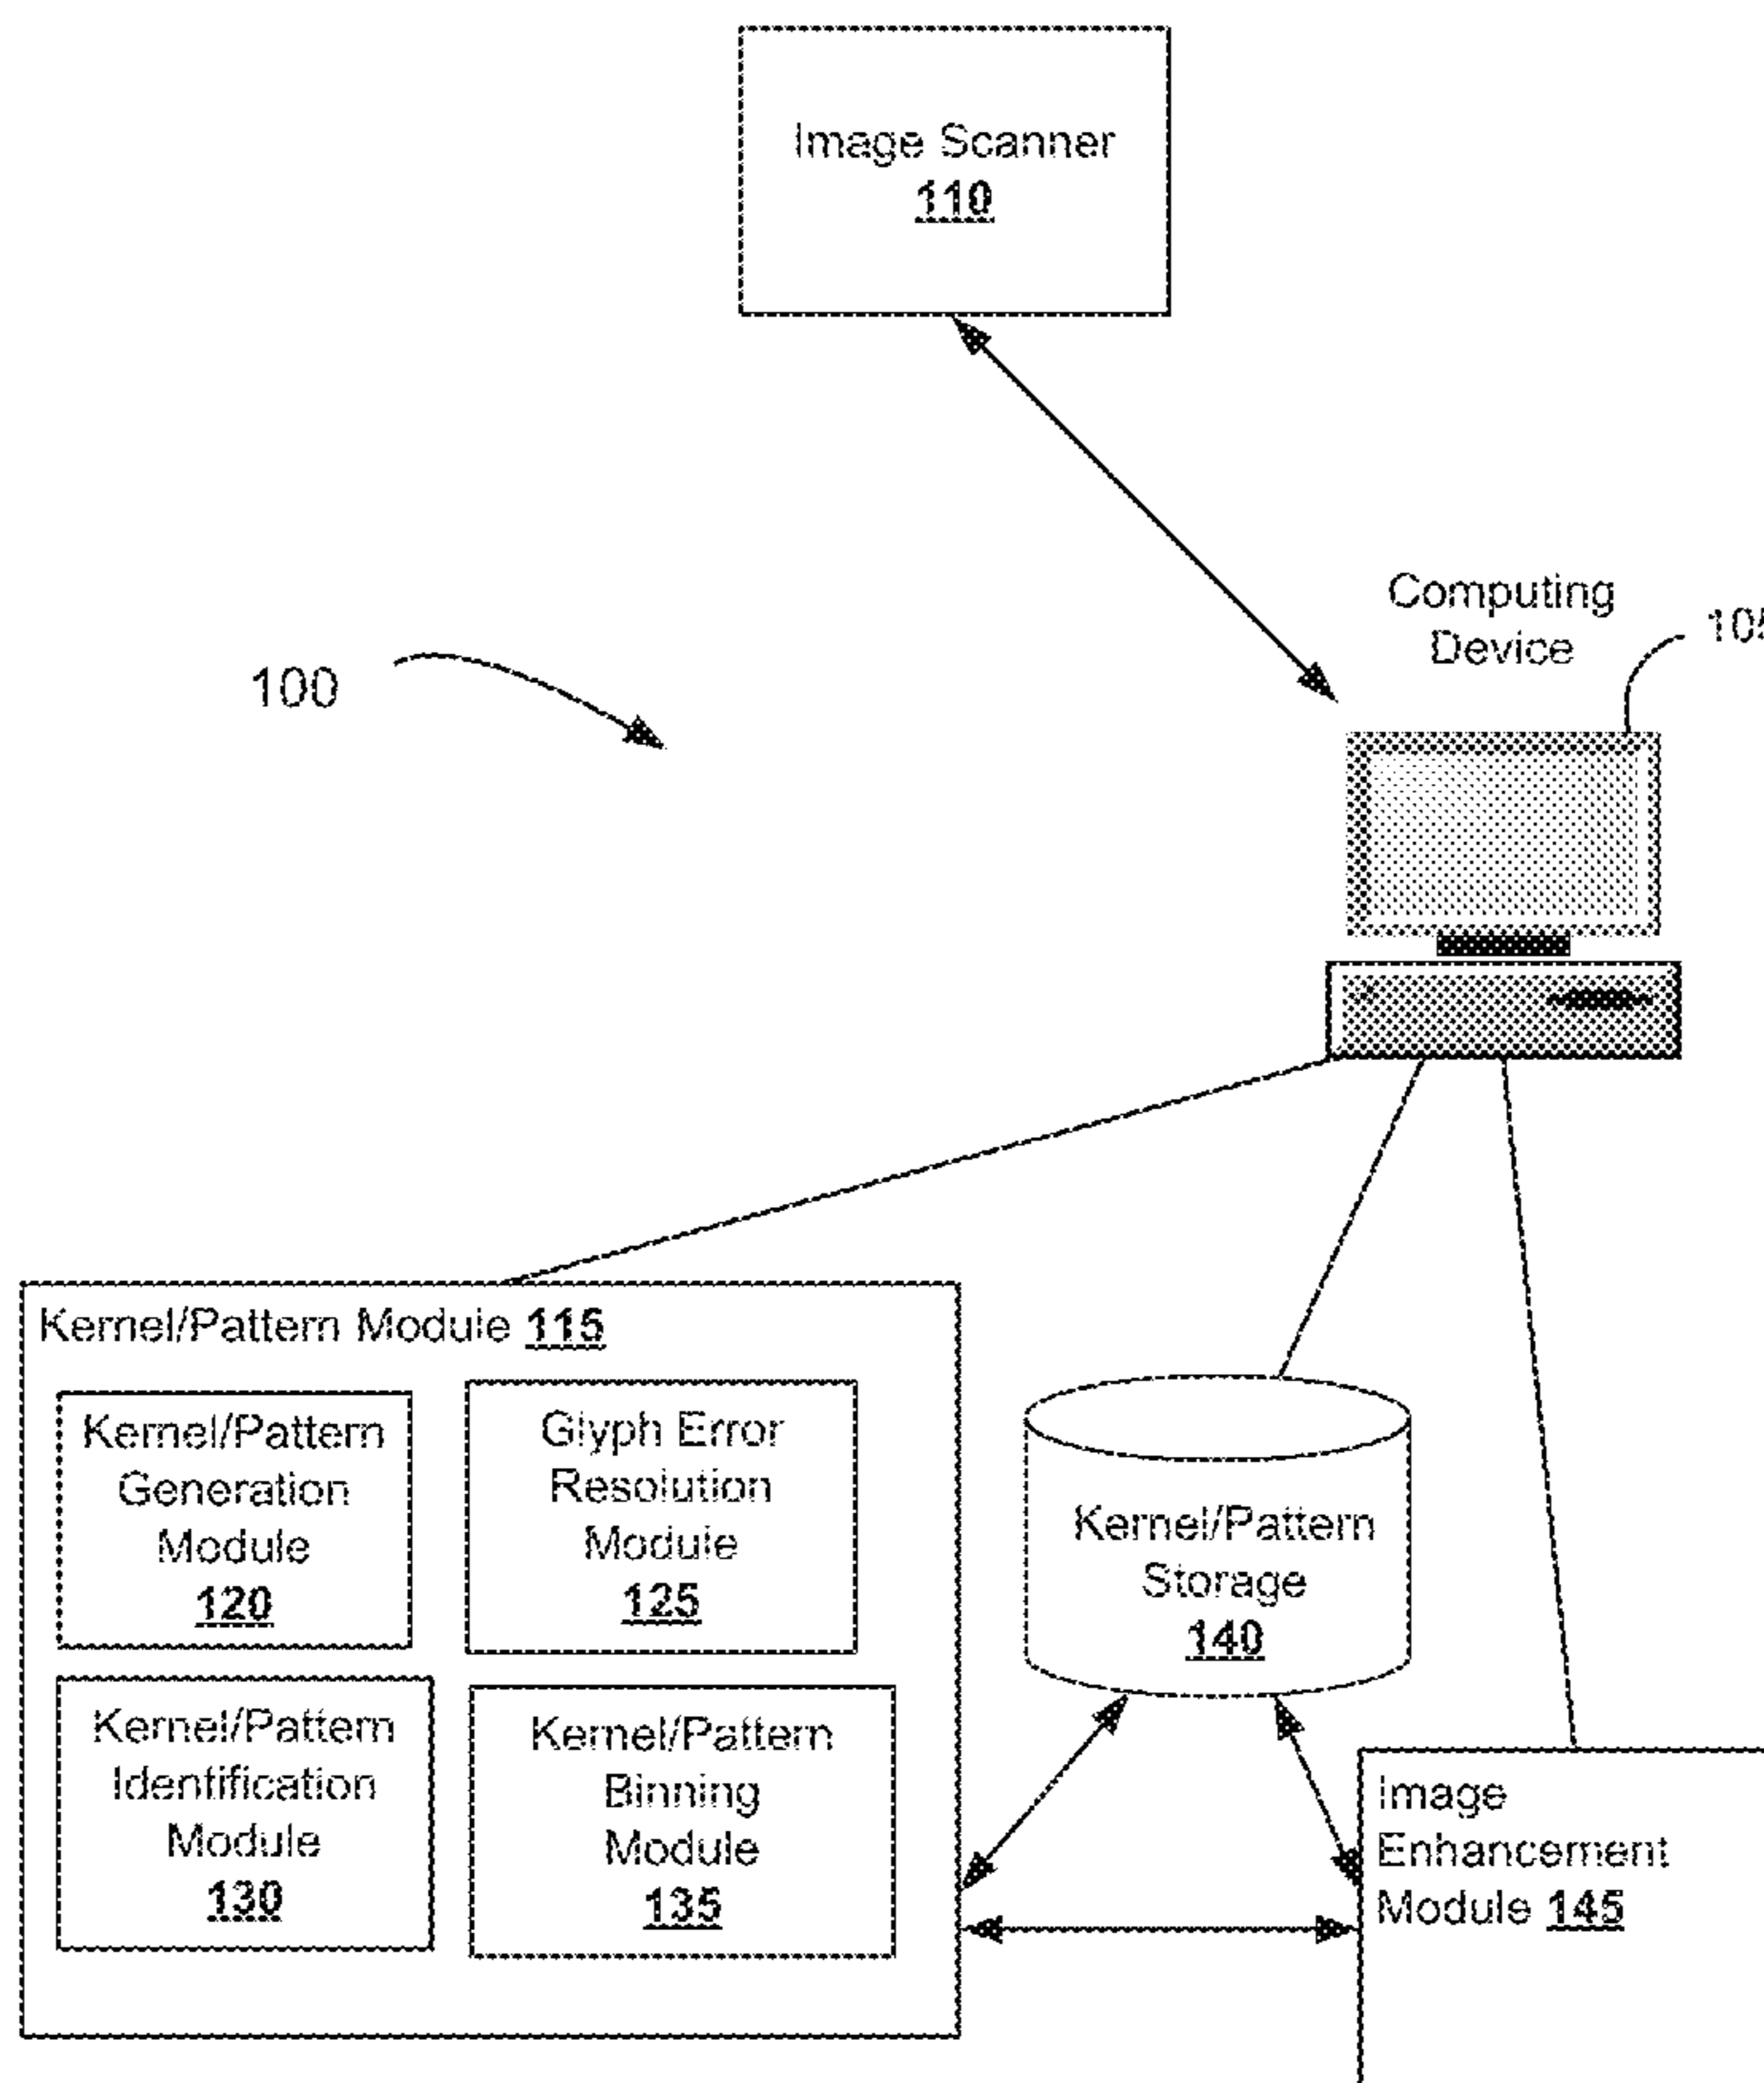 Image Scanner
110
Computing
Device
105
100
Kernel/Pattern Module 115
Kernel/Pattern
Generation
Module
120
Glyph Error
Resolution
Module
125
Kernel/Pattern
Identification
Module
130
Kernel/Pattern
Binning
Module
135
Kernel/Pattern
Storage
140
Image
Enhancement
Module 145